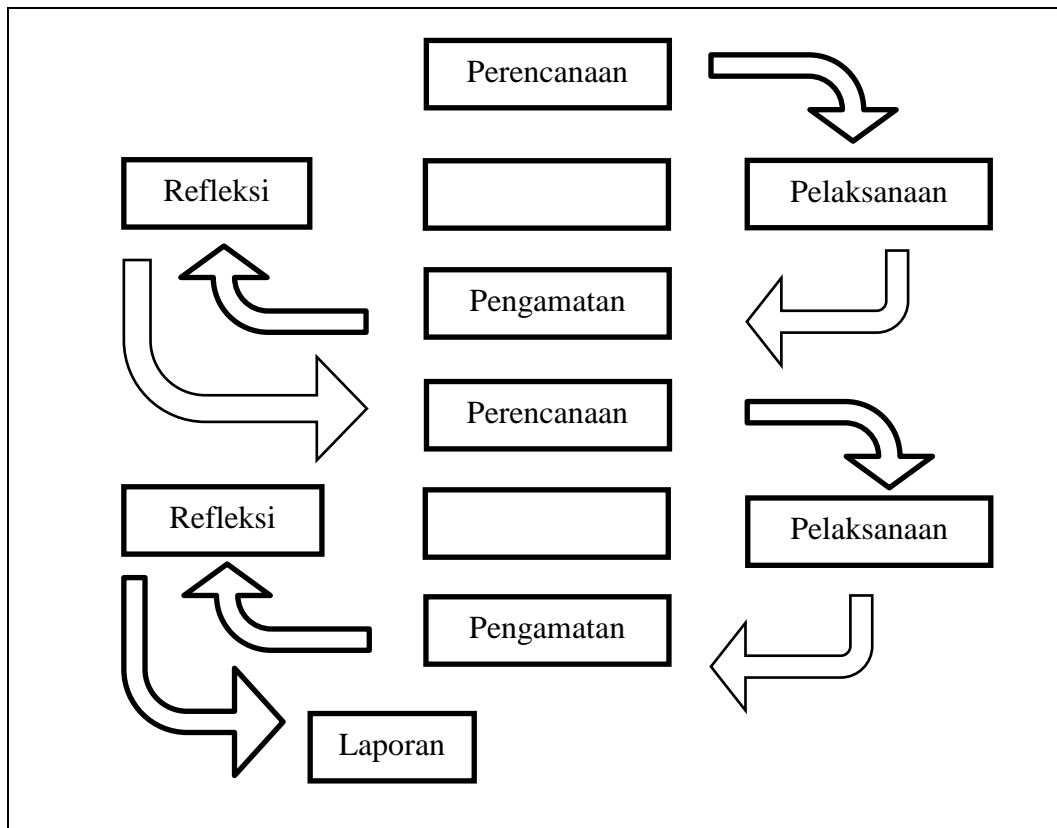 Perencanaan
Refleksi
Pelaksanaan
Pengamatan
Perencanaan
Refleksi
Pelaksanaan
Pengamatan
Laporan